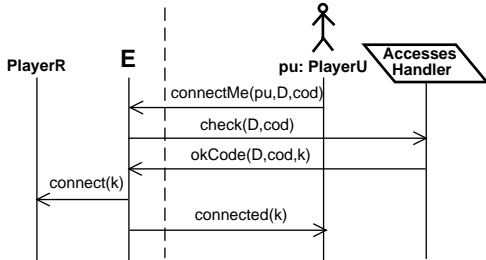 PlayerR
E
pu: PlayerU
Accesses
Handler
connectMe(pu,D,cod)
check(D,cod)
okCode(D,cod,k)
connect(k)
connected(k)